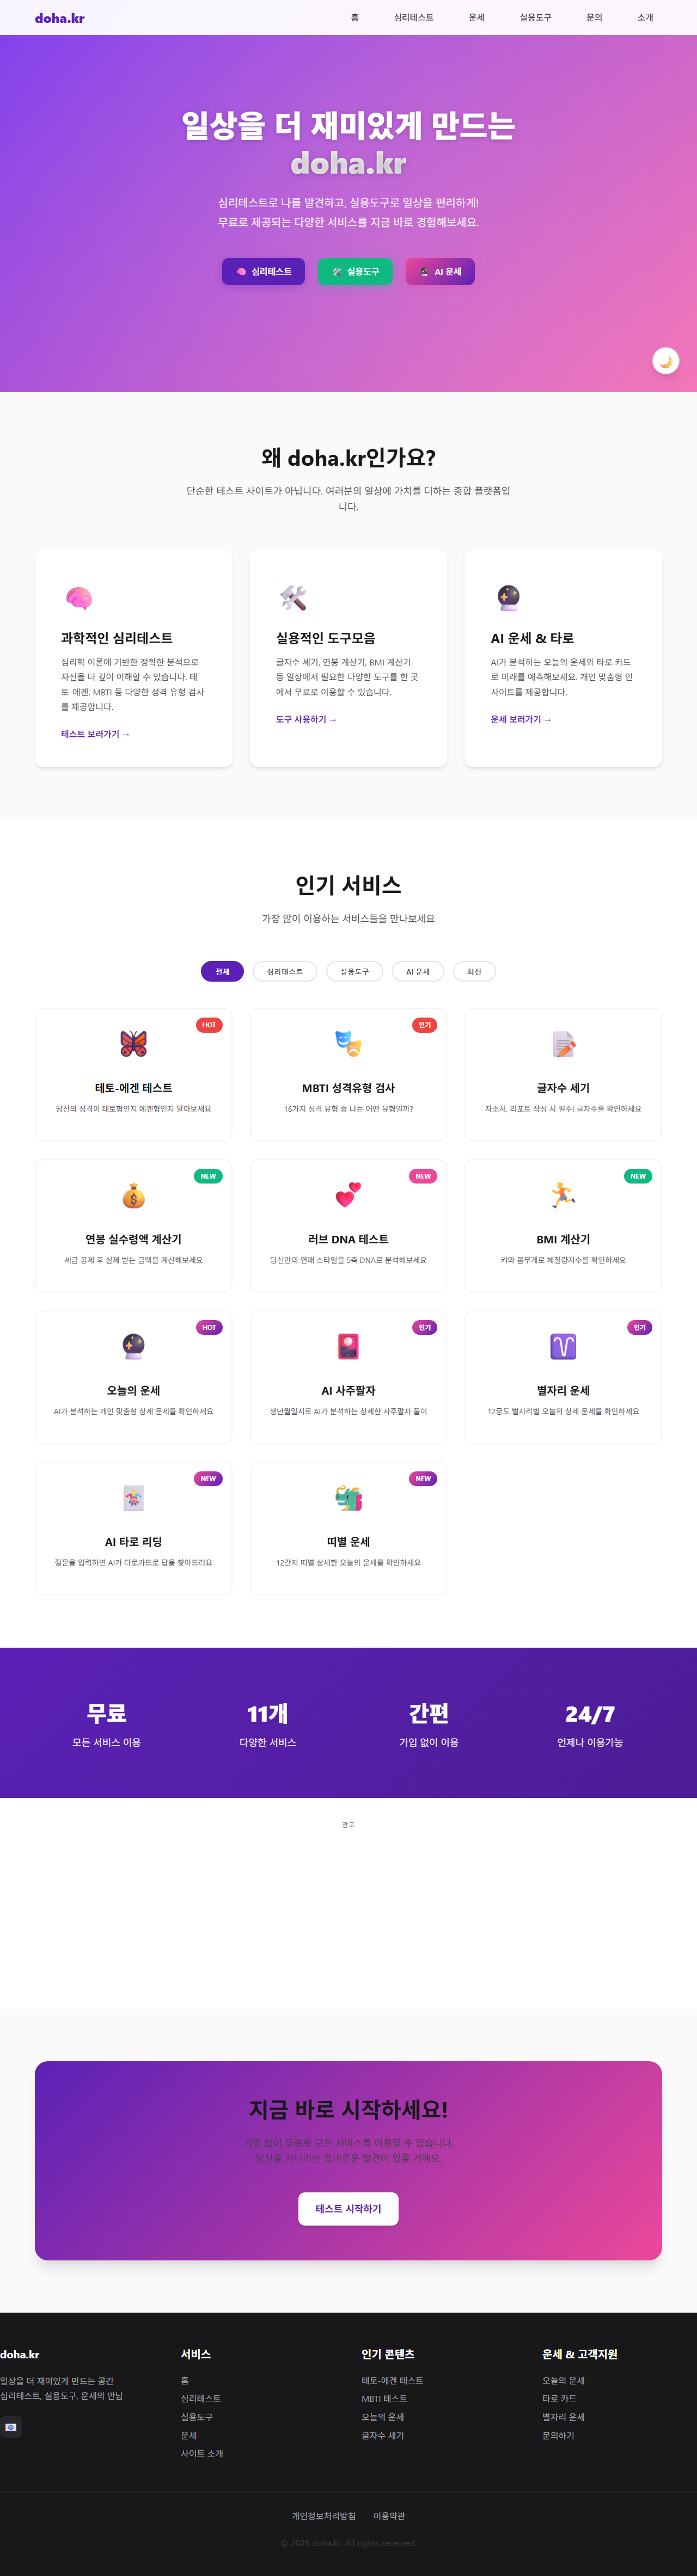 doha.kr
홈 심리테스트 운세 실용도구 문의 소개
일상을 더 재미있게 만드는
doha.kr
심리테스트로 나를 발견하고, 실용도구로 일상을 편리하게!
무료로 제공되는 다양한 서비스를 지금 바로 경험해보세요.
심리테스트 실용도구 AI 운세
왜 doha.kr인가요?
단순한 테스트 사이트가 아닙니다. 여러분의 일상에 가치를 더하는 종합 플랫폼입
니다.
과학적인 심리테스트
심리학 이론에 기반한 정확한 분석으로
자신을 더 깊이 이해할 수 있습니다. 테
토-에겐, MBTI 등 다양한 성격 유형 검사
를 제공합니다.
테스트 보러가기 →
실용적인 도구모음
글자수 세기, 연봉 계산기, BMI 계산기
등 일상에서 필요한 다양한 도구를 한 곳
에서 무료로 이용할 수 있습니다.
도구 사용하기 →
AI 운세 & 타로
AI가 분석하는 오늘의 운세와 타로 카드
로 미래를 예측해보세요. 개인 맞춤형 인
사이트를 제공합니다.
운세 보러가기 →
인기 서비스
가장 많이 이용하는 서비스들을 만나보세요
전체 심리테스트 실용도구 AI 운세 최신
HOT
테토-에겐 테스트
당신의 성격이 테토형인지 에겐형인지 알아보세요
인기
MBTI 성격유형 검사
16가지 성격 유형 중 나는 어떤 유형일까?
글자수 세기
자소서, 리포트 작성 시 필수! 글자수를 확인하세요
NEW
연봉 실수령액 계산기
세금 공제 후 실제 받는 금액을 계산해보세요
NEW
러브 DNA 테스트
당신만의 연애 스타일을 5축 DNA로 분석해보세요
NEW
BMI 계산기
키와 몸무게로 체질량지수를 확인하세요
HOT
오늘의 운세
AI가 분석하는 개인 맞춤형 상세 운세를 확인하세요
인기
AI 사주팔자
생년월일시로 AI가 분석하는 상세한 사주팔자 풀이
인기
별자리 운세
12궁도 별자리별 오늘의 상세 운세를 확인하세요
NEW
AI 타로 리딩
질문을 입력하면 AI가 타로카드로 답을 찾아드려요
NEW
띠별 운세
12간지 띠별 상세한 오늘의 운세를 확인하세요
무료
모든 서비스 이용
11개
다양한 서비스
간편
가입 없이 이용
24/7
언제나 이용가능
광고
지금 바로 시작하세요!
가입 없이 무료로 모든 서비스를 이용할 수 있습니다.
당신을 기다리는 흥미로운 발견이 있을 거예요.
테스트 시작하기
doha.kr
일상을 더 재미있게 만드는 공간
심리테스트, 실용도구, 운세의 만남
서비스
홈
심리테스트
실용도구
운세
사이트 소개
인기 콘텐츠
테토-에겐 테스트
MBTI 테스트
오늘의 운세
글자수 세기
운세 & 고객지원
오늘의 운세
타로 카드
별자리 운세
문의하기
개인정보처리방침 이용약관
© 2025 doha.kr. All rights reserved.